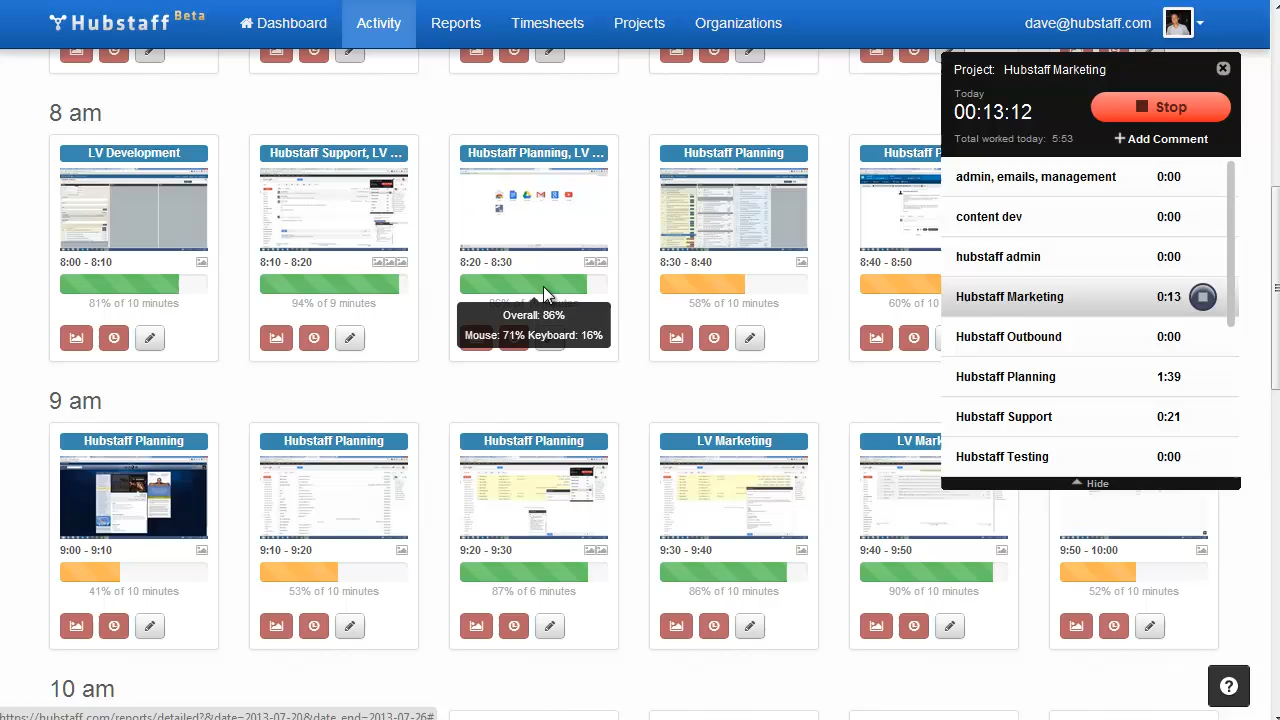 Hubstaff Beta
Dashboard
Activity
Reports
Timesheets
Projects
Organizations
dave@hubstaff.com
Project: Hubstaff Marketing
Today
00:13:12
Stop
Total worked today: 5:53
Add Comment
admin, emails, management 0:00
content dev 0:00
hubstaff admin 0:00
Hubstaff Marketing 0:13
Hubstaff Outbound 0:00
Hubstaff Planning 1:39
Hubstaff Support 0:21
Hubstaff Testing 0:00
Hide
8 am
LV Development
Hubstaff Support, LV ...
Hubstaff Planning, LV ...
Hubstaff Planning
Hubstaff P
8:00 - 8:10
8:10 - 8:20
8:20 - 8:30
8:30 - 8:40
8:40 - 8:50
81% of 10 minutes
94% of 9 minutes
58% of 10 minutes
60% of 10
Overall: 86%
Mouse: 71% Keyboard: 16%
9 am
Hubstaff Planning
Hubstaff Planning
Hubstaff Planning
LV Marketing
LV Mark
9:00 - 9:10
9:10 - 9:20
9:20 - 9:30
9:30 - 9:40
9:40 - 9:50
9:50 - 10:00
41% of 10 minutes
53% of 10 minutes
87% of 6 minutes
86% of 10 minutes
90% of 10 minutes
52% of 10 minutes
10 am
?
https://hubstaff.com/reports/detailed?&date=2013-07-20&date_end=2013-07-26#